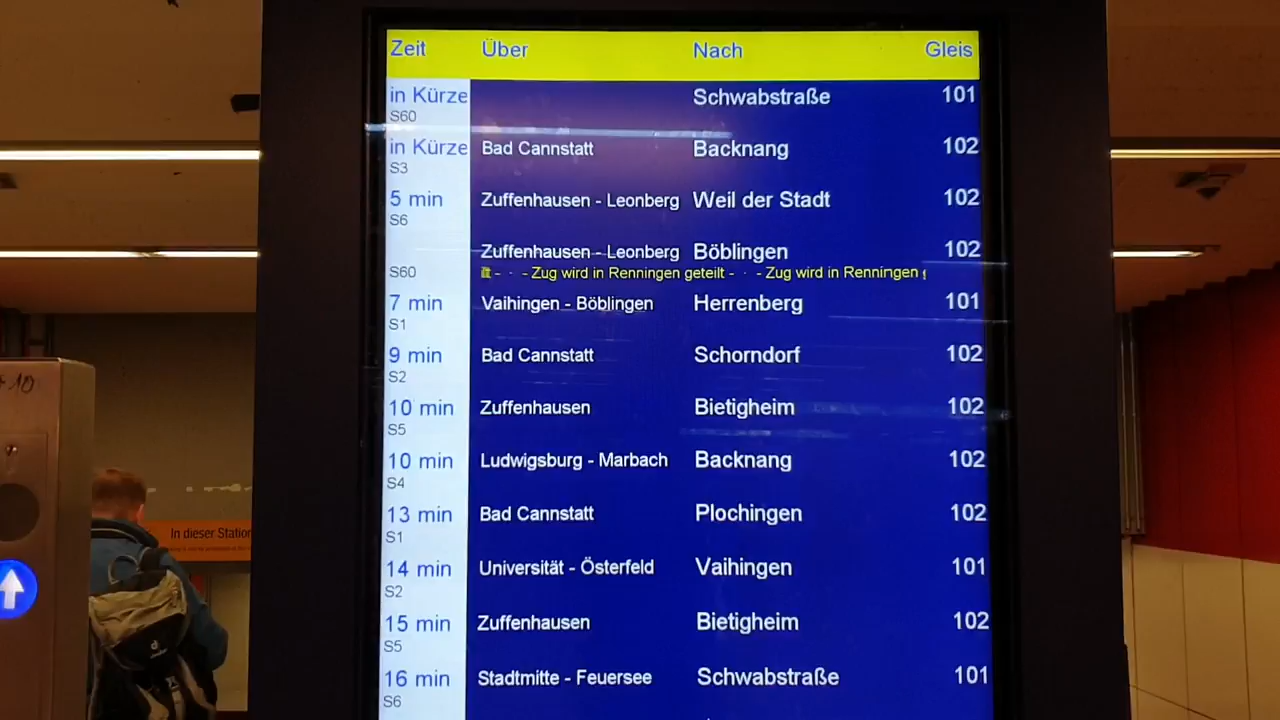 Zeit Über Nach Gleis
in Kürze Schwabstraße 101
S60
in Kürze Bad Cannstatt Backnang 102
S3
5 min Zuffenhausen - Leonberg Weil der Stadt 102
S6
Zuffenhausen - Leonberg Böblingen 102
S60 - · - Zug wird in Renningen geteilt - · - Zug wird in Renningen
7 min Vaihingen - Böblingen Herrenberg 101
S1
9 min Bad Cannstatt Schorndorf 102
S2
10 min Zuffenhausen Bietigheim 102
S5
10 min Ludwigsburg - Marbach Backnang 102
S4
13 min Bad Cannstatt Plochingen 102
S1
14 min Universität - Österfeld Vaihingen 101
S2
15 min Zuffenhausen Bietigheim 102
S5
16 min Stadtmitte - Feuersee Schwabstraße 101
S6
In dieser Station